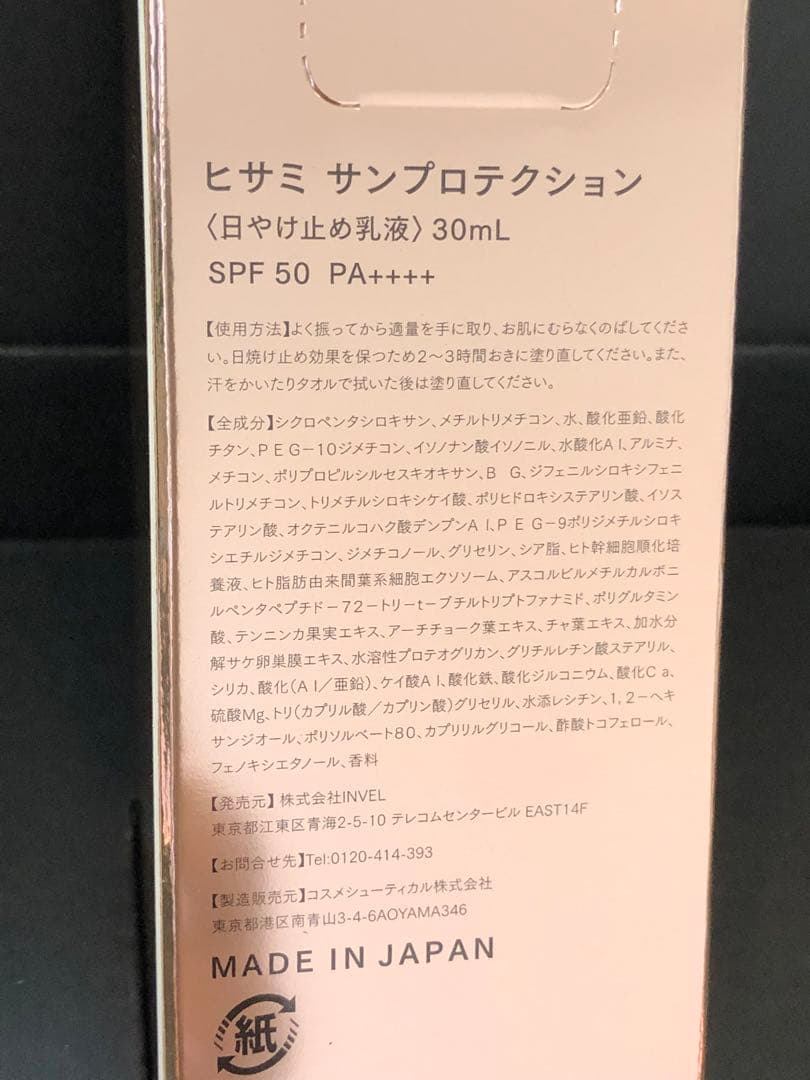 ヒサミ サンプロテクション
〈日やけ止め乳液〉30mL
SPF 50 PA++++
【使用方法】よく振ってから適量を手に取り、お肌にむらなくのばしてくださ
い。日焼け止め効果を保つため2〜3時間おきに塗り直してください。また、
汗をかいたりタオルで拭いた後は塗り直してください。
【全成分】シクロペンタシロキサン、メチルトリメチコン、水、酸化亜鉛、酸化
チタン、PEG-10ジメチコン、イソノナン酸イソノニル、水酸化Al、アルミナ、
メチコン、ポリプロピルシルセスキオキサン、B G、ジフェニルシロキシフェニ
ルトリメチコン、トリメチルシロキシケイ酸、ポリヒドロキシステアリン酸、イソス
テアリン酸、オクテニルコハク酸デンプンAl、PEG-9ポリジメチルシロキ
シエチルジメチコン、ジメチコノール、グリセリン、シア脂、ヒト幹細胞順化培
養液、ヒト脂肪由来間葉系細胞エクソソーム、アスコルビルメチルカルボニ
ルペンタペプチド-72-トリ-t-ブチルトリプトファナミド、ポリグルタミン
酸、テンニンカ果実エキス、アーチチョーク葉エキス、チャ葉エキス、加水分
解サケ卵巣膜エキス、水溶性プロテオグリカン、グリチルレチン酸ステアリル、
シリカ、酸化(Al/亜鉛)、ケイ酸Al、酸化鉄、酸化ジルコニウム、酸化Ca、
硫酸Mg、トリ(カプリル酸/カプリン酸)グリセリル、水添レシチン、1,2-ヘキ
サンジオール、ポリソルベート80、カプリリルグリコール、酢酸トコフェロール、
フェノキシエタノール、香料
【発売元】株式会社INVEL
東京都江東区青海2-5-10 テレコムセンタービル EAST14F
【お問合せ先】Tel:0120-414-393
【製造販売元】コスメシューティカル株式会社
東京都港区南青山3-4-6AOYAMA346
MADE IN JAPAN
紙